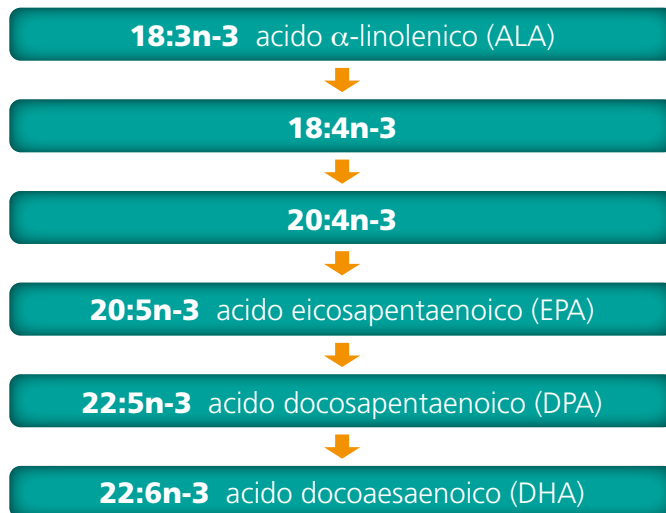 18:3n-3 acido α-linolenico (ALA)
18:4n-3
20:4n-3
20:5n-3 acido eicosapentaenoico (EPA)
22:5n-3 acido docosapentaenoico (DPA)
22:6n-3 acido docoaesaenoico (DHA)